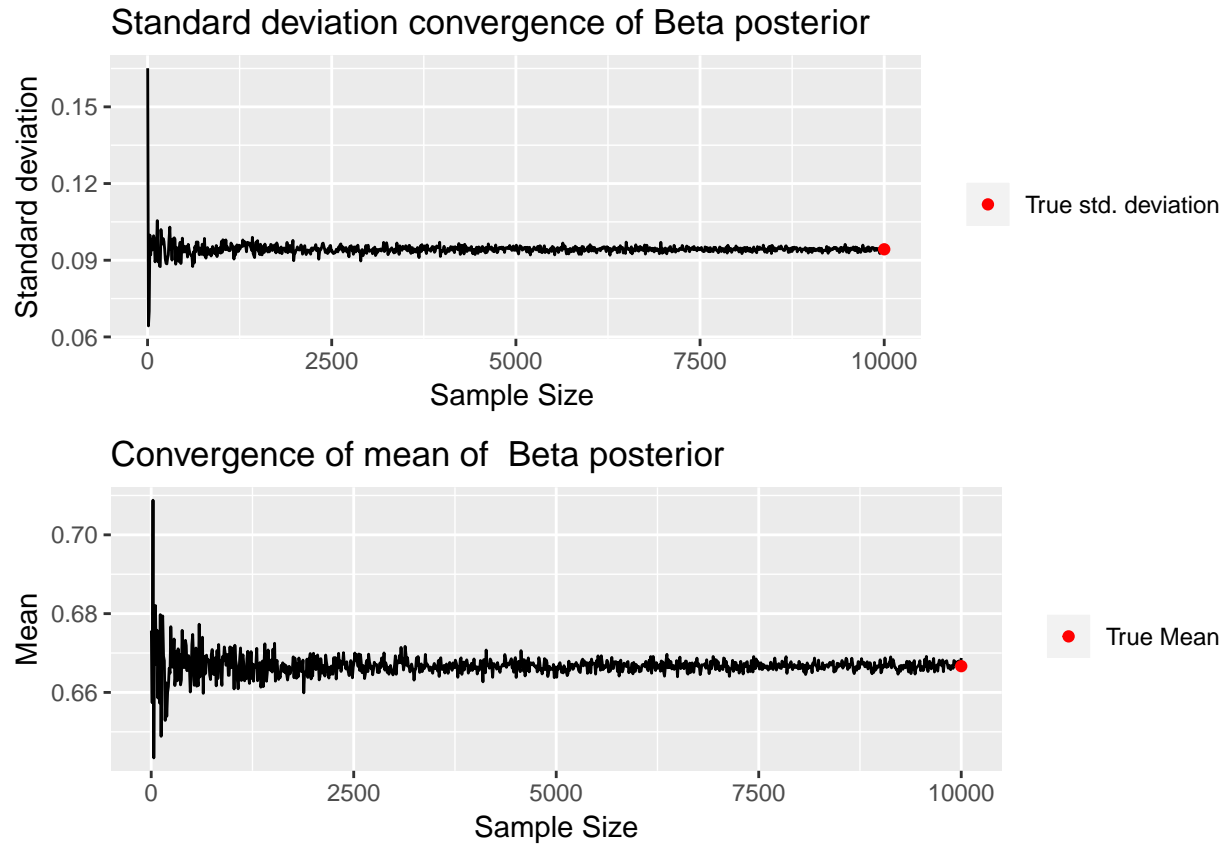 Standard deviation convergence of Beta posterior
Standard deviation
0.15
0.12
0.09
0.06
0 2500 5000 7500 10000
Sample Size
True std. deviation
Convergence of mean of  Beta posterior
Mean
0.70
0.68
0.66
0 2500 5000 7500 10000
Sample Size
True Mean